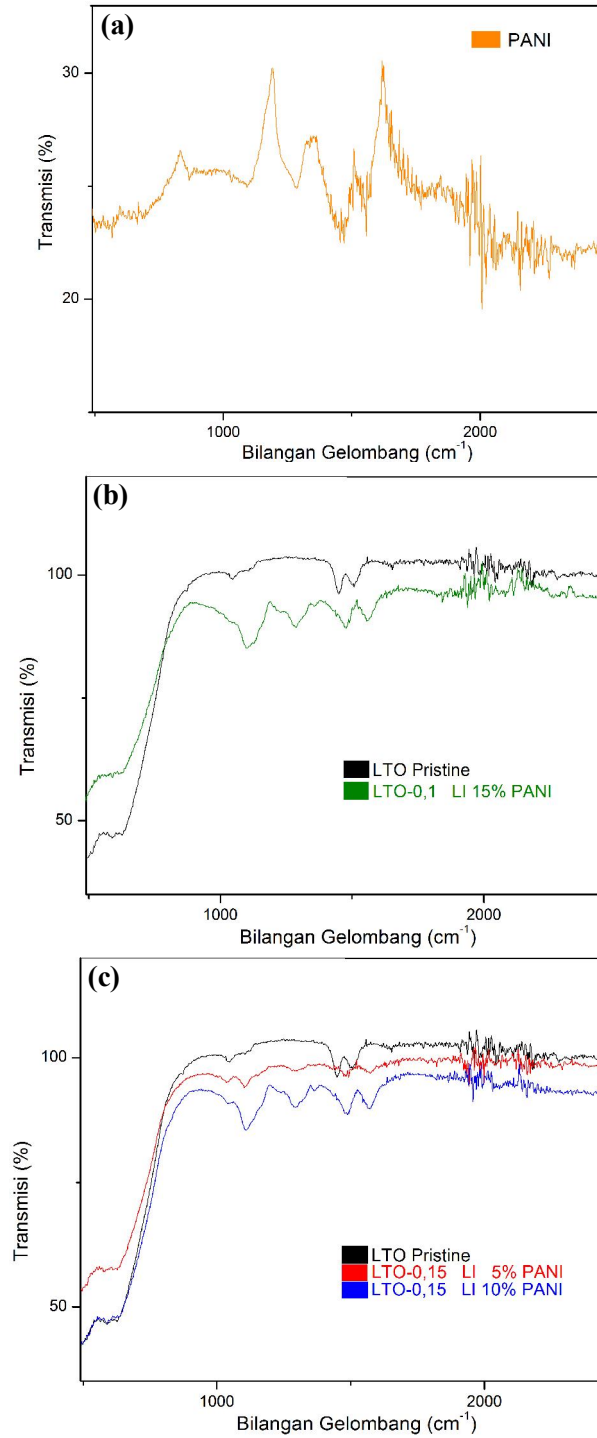 (a)
PANI
30
20
Transmisi (%)
1000
2000
Bilangan Gelombang (cm⁻¹)
(b)
100
50
Transmisi (%)
LTO Pristine
LTO-0,1 LI 15% PANI
1000
2000
Bilangan Gelombang (cm⁻¹)
(c)
100
50
Transmisi (%)
LTO Pristine
LTO-0,15 LI 5% PANI
LTO-0,15 LI 10% PANI
1000
2000
Bilangan Gelombang (cm⁻¹)